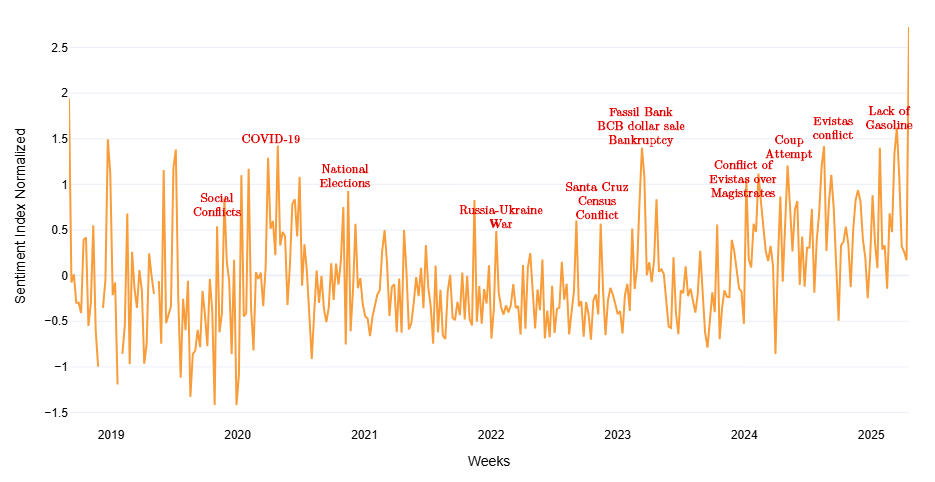 2.5
2
1.5
1
0.5
0
−0.5
−1
−1.5
Sentiment Index Normalized
Social
Conflicts
COVID-19
National
Elections
Russia-Ukraine
War
Santa Cruz
Census
Conflict
Fassil Bank
BCB dollar sale
Bankruptcy
Conflict of
Evistas over
Magistrates
Coup
Attempt
Evistas
conflict
Lack of
Gasoline
2019
2020
2021
2022
2023
2024
2025
Weeks